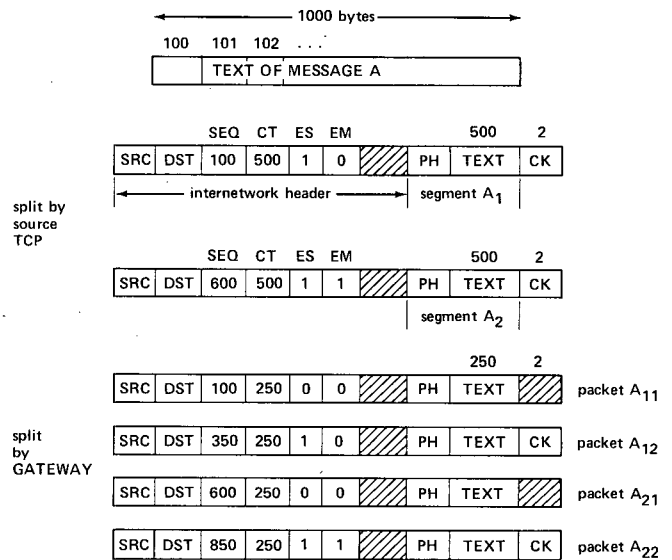 1000 bytes
100 101 102 ...
TEXT OF MESSAGE A
SEQ CT ES EM 500 2
SRC DST 100 500 1 0 PH TEXT CK
internetwork header segment A1
split by
source
TCP
SEQ CT ES EM 500 2
SRC DST 600 500 1 1 PH TEXT CK
segment A2
250 2
SRC DST 100 250 0 0 PH TEXT packet A11
split
by
GATEWAY
SRC DST 350 250 1 0 PH TEXT CK packet A12
SRC DST 600 250 0 0 PH TEXT packet A21
SRC DST 850 250 1 1 PH TEXT CK packet A22